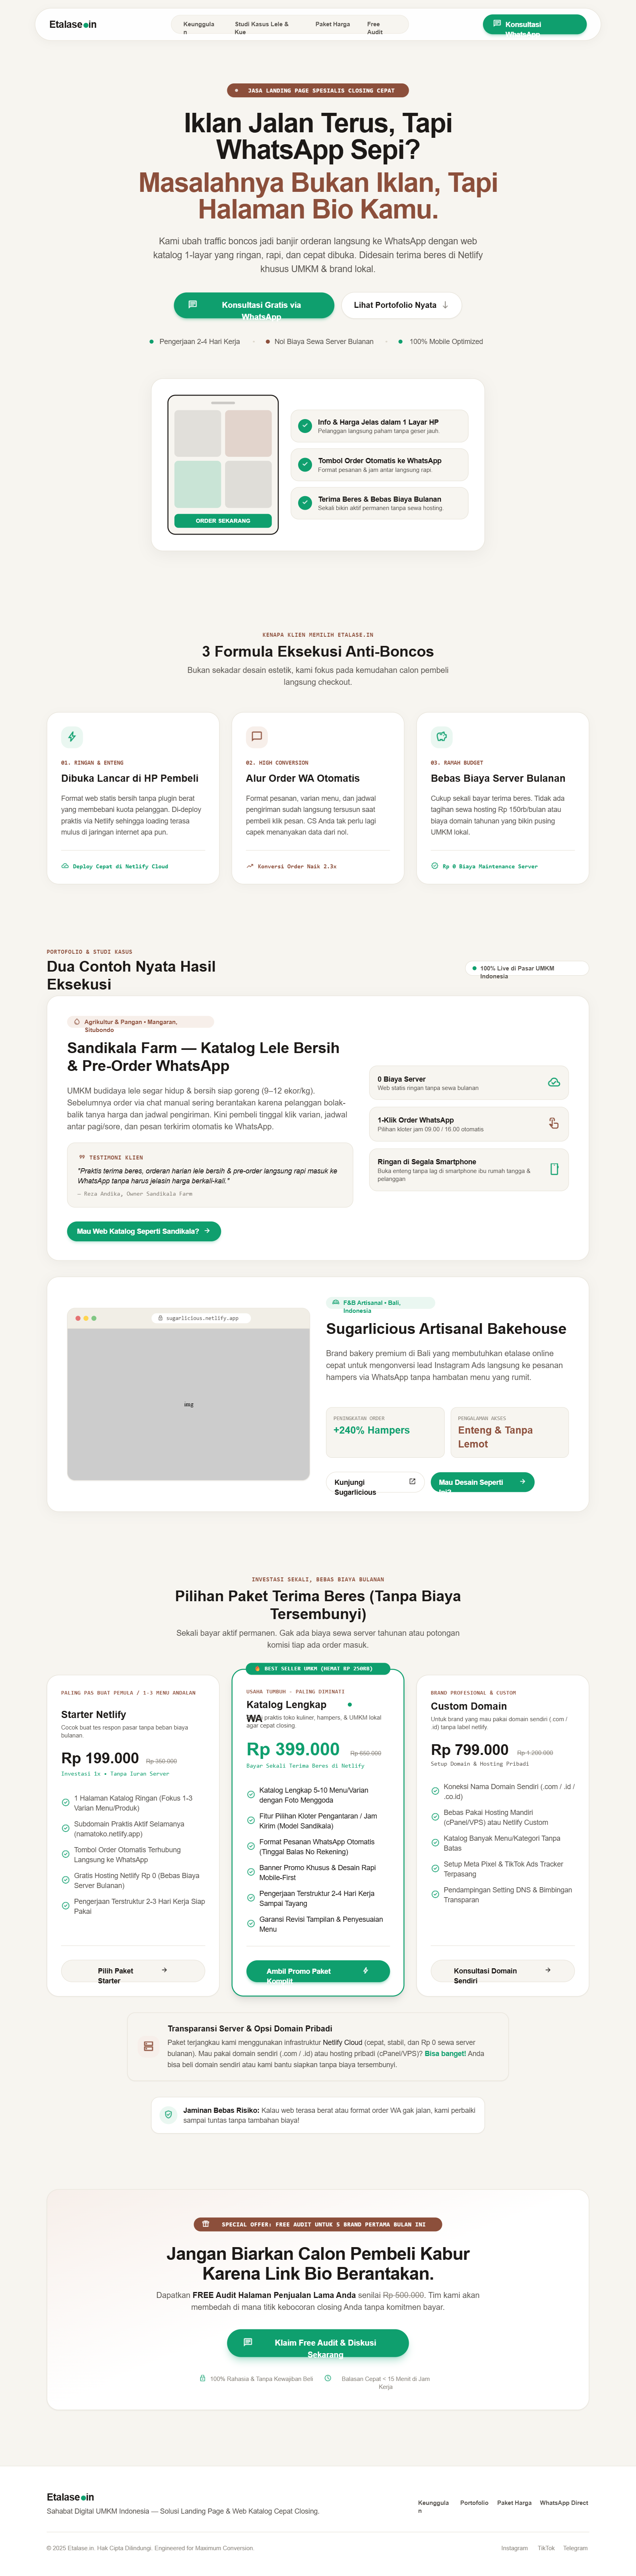 Etalase●in
Keunggula
n
Studi Kasus Lele &
Kue
Paket Harga
Free
Audit
Konsultasi
WhatsApp
JASA LANDING PAGE SPESIALIS CLOSING CEPAT
Iklan Jalan Terus, Tapi
WhatsApp Sepi?
Masalahnya Bukan Iklan, Tapi
Halaman Bio Kamu.
Kami ubah traffic boncos jadi banjir orderan langsung ke WhatsApp dengan web
katalog 1-layar yang ringan, rapi, dan cepat dibuka. Didesain terima beres di Netlify
khusus UMKM & brand lokal.
Konsultasi Gratis via
WhatsApp
Lihat Portofolio Nyata ↓
Pengerjaan 2-4 Hari Kerja
Nol Biaya Sewa Server Bulanan
100% Mobile Optimized
ORDER SEKARANG
Info & Harga Jelas dalam 1 Layar HP
Pelanggan langsung paham tanpa geser jauh.
Tombol Order Otomatis ke WhatsApp
Format pesanan & jam antar langsung rapi.
Terima Beres & Bebas Biaya Bulanan
Sekali bikin aktif permanen tanpa sewa hosting.
KENAPA KLIEN MEMILIH ETALASE.IN
3 Formula Eksekusi Anti-Boncos
Bukan sekadar desain estetik, kami fokus pada kemudahan calon pembeli
langsung checkout.
01. RINGAN & ENTENG
Dibuka Lancar di HP Pembeli
Format web statis bersih tanpa plugin berat
yang membebani kuota pelanggan. Di-deploy
praktis via Netlify sehingga loading terasa
mulus di jaringan internet apa pun.
Deploy Cepat di Netlify Cloud
02. HIGH CONVERSION
Alur Order WA Otomatis
Format pesanan, varian menu, dan jadwal
pengiriman sudah langsung tersusun saat
pembeli klik pesan. CS Anda tak perlu lagi
capek menanyakan data dari nol.
Konversi Order Naik 2.3x
03. RAMAH BUDGET
Bebas Biaya Server Bulanan
Cukup sekali bayar terima beres. Tidak ada
tagihan sewa hosting Rp 150rb/bulan atau
biaya domain tahunan yang bikin pusing
UMKM lokal.
Rp 0 Biaya Maintenance Server
PORTOFOLIO & STUDI KASUS
Dua Contoh Nyata Hasil
Eksekusi
100% Live di Pasar UMKM
Indonesia
Agrikultur & Pangan • Mangaran,
Situbondo
Sandikala Farm — Katalog Lele Bersih
& Pre-Order WhatsApp
UMKM budidaya lele segar hidup & bersih siap goreng (9–12 ekor/kg).
Sebelumnya order via chat manual sering berantakan karena pelanggan bolak-
balik tanya harga dan jadwal pengiriman. Kini pembeli tinggal klik varian, jadwal
antar pagi/sore, dan pesan terkirim otomatis ke WhatsApp.
TESTIMONI KLIEN
"Praktis terima beres, orderan harian lele bersih & pre-order langsung rapi masuk ke
WhatsApp tanpa harus jelasin harga berkali-kali."
— Reza Andika, Owner Sandikala Farm
Mau Web Katalog Seperti Sandikala? →
0 Biaya Server
Web statis ringan tanpa sewa bulanan
1-Klik Order WhatsApp
Pilihan kloter jam 09.00 / 16.00 otomatis
Ringan di Segala Smartphone
Buka enteng tanpa lag di smartphone ibu rumah tangga &
pelanggan
sugarlicious.netlify.app
img
F&B Artisanal • Bali,
Indonesia
Sugarlicious Artisanal Bakehouse
Brand bakery premium di Bali yang membutuhkan etalase online
cepat untuk mengonversi lead Instagram Ads langsung ke pesanan
hampers via WhatsApp tanpa hambatan menu yang rumit.
PENINGKATAN ORDER
+240% Hampers
PENGALAMAN AKSES
Enteng & Tanpa
Lemot
Kunjungi
Sugarlicious
Mau Desain Seperti
Ini?
→
INVESTASI SEKALI, BEBAS BIAYA BULANAN
Pilihan Paket Terima Beres (Tanpa Biaya
Tersembunyi)
Sekali bayar aktif permanen. Gak ada biaya sewa server tahunan atau potongan
komisi tiap ada order masuk.
PALING PAS BUAT PEMULA / 1-3 MENU ANDALAN
Starter Netlify
Cocok buat tes respon pasar tanpa beban biaya
bulanan.
Rp 199.000 Rp 350.000
Investasi 1x • Tanpa Iuran Server
1 Halaman Katalog Ringan (Fokus 1-3
Varian Menu/Produk)
Subdomain Praktis Aktif Selamanya
(namatoko.netlify.app)
Tombol Order Otomatis Terhubung
Langsung ke WhatsApp
Gratis Hosting Netlify Rp 0 (Bebas Biaya
Server Bulanan)
Pengerjaan Terstruktur 2-3 Hari Kerja Siap
Pakai
Pilih Paket
Starter
→
🔥 BEST SELLER UMKM (HEMAT RP 250RB)
USAHA TUMBUH - PALING DIMINATI
Katalog Lengkap
WA
praktis toko kuliner, hampers, & UMKM lokal
agar cepat closing.
Rp 399.000 Rp 650.000
Bayar Sekali Terima Beres di Netlify
Katalog Lengkap 5-10 Menu/Varian
dengan Foto Menggoda
Fitur Pilihan Kloter Pengantaran / Jam
Kirim (Model Sandikala)
Format Pesanan WhatsApp Otomatis
(Tinggal Balas No Rekening)
Banner Promo Khusus & Desain Rapi
Mobile-First
Pengerjaan Terstruktur 2-4 Hari Kerja
Sampai Tayang
Garansi Revisi Tampilan & Penyesuaian
Menu
Ambil Promo Paket
Komplit
BRAND PROFESIONAL & CUSTOM
Custom Domain
Untuk brand yang mau pakai domain sendiri (.com /
.id) tanpa label netlify.
Rp 799.000 Rp 1.200.000
Setup Domain & Hosting Pribadi
Koneksi Nama Domain Sendiri (.com / .id /
.co.id)
Bebas Pakai Hosting Mandiri
(cPanel/VPS) atau Netlify Custom
Katalog Banyak Menu/Kategori Tanpa
Batas
Setup Meta Pixel & TikTok Ads Tracker
Terpasang
Pendampingan Setting DNS & Bimbingan
Transparan
Konsultasi Domain
Sendiri
→
Transparansi Server & Opsi Domain Pribadi
Paket terjangkau kami menggunakan infrastruktur Netlify Cloud (cepat, stabil, dan Rp 0 sewa server
bulanan). Mau pakai domain sendiri (.com / .id) atau hosting pribadi (cPanel/VPS)? Bisa banget! Anda
bisa beli domain sendiri atau kami bantu siapkan tanpa biaya tersembunyi.
Jaminan Bebas Risiko: Kalau web terasa berat atau format order WA gak jalan, kami perbaiki
sampai tuntas tanpa tambahan biaya!
SPECIAL OFFER: FREE AUDIT UNTUK 5 BRAND PERTAMA BULAN INI
Jangan Biarkan Calon Pembeli Kabur
Karena Link Bio Berantakan.
Dapatkan FREE Audit Halaman Penjualan Lama Anda senilai Rp 500.000. Tim kami akan
membedah di mana titik kebocoran closing Anda tanpa komitmen bayar.
Klaim Free Audit & Diskusi
Sekarang
100% Rahasia & Tanpa Kewajiban Beli
Balasan Cepat < 15 Menit di Jam
Kerja
Etalase●in
Sahabat Digital UMKM Indonesia — Solusi Landing Page & Web Katalog Cepat Closing.
Keunggula
n
Portofolio
Paket Harga
WhatsApp Direct
© 2025 Etalase.in. Hak Cipta Dilindungi. Engineered for Maximum Conversion.
Instagram
TikTok
Telegram